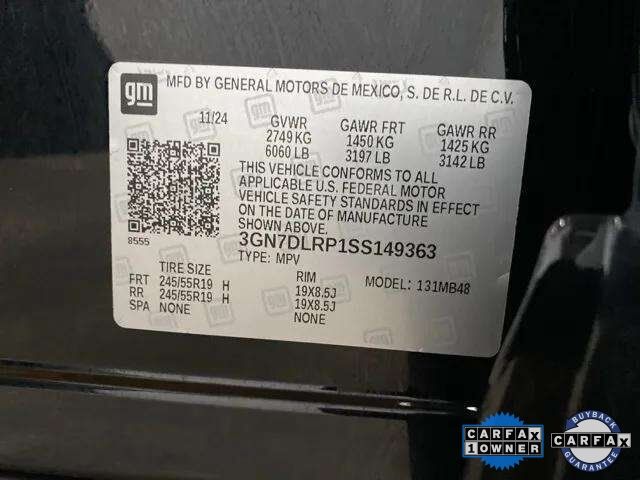 gm
MFD BY GENERAL MOTORS DE MEXICO, S. DE R.L. DE C.V.
11/24 GVWR GAWR FRT GAWR RR
2749 KG 1450 KG 1425 KG
6060 LB 3197 LB 3142 LB
THIS VEHICLE CONFORMS TO ALL
APPLICABLE U.S. FEDERAL MOTOR
VEHICLE SAFETY STANDARDS IN EFFECT
ON THE DATE OF MANUFACTURE
SHOWN ABOVE.
8555
3GN7DLRP1SS149363
TYPE: MPV
TIRE SIZE RIM MODEL: 131MB48
FRT 245/55R19 H 19X8.5J
RR 245/55R19 H 19X8.5J
SPA NONE NONE
CARFAX
1 OWNER
BUYBACK
CARFAX
GUARANTEE